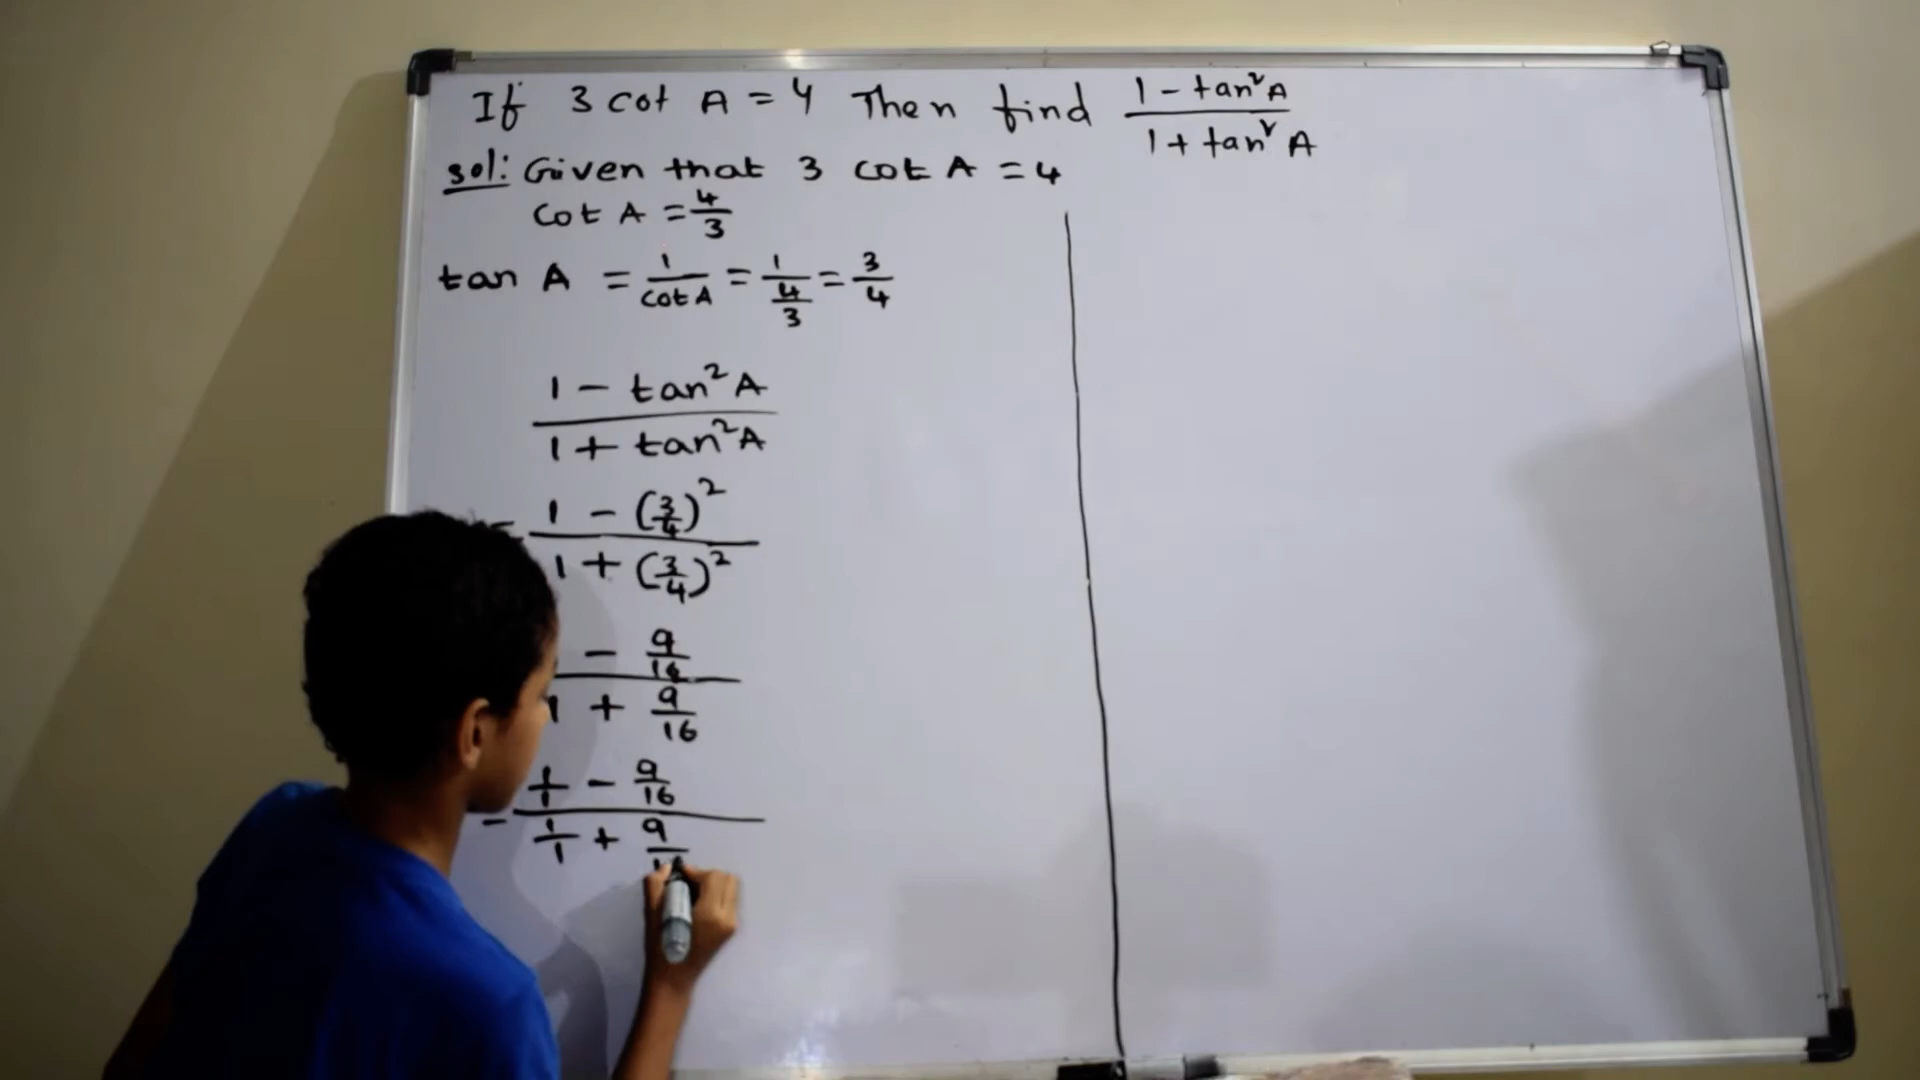 If 3 cot A = 4 Then find (1 - tan²A)/(1 + tan²A)
sol: Given that 3 cot A = 4
cot A = 4/3
tan A = 1/cot A = 1/(4/3) = 3/4
(1 - tan²A)/(1 + tan²A)
= (1 - (3/4)²)/(1 + (3/4)²)
- 9/16
1 + 9/16
1/1 - 9/16
1/1 + 9/